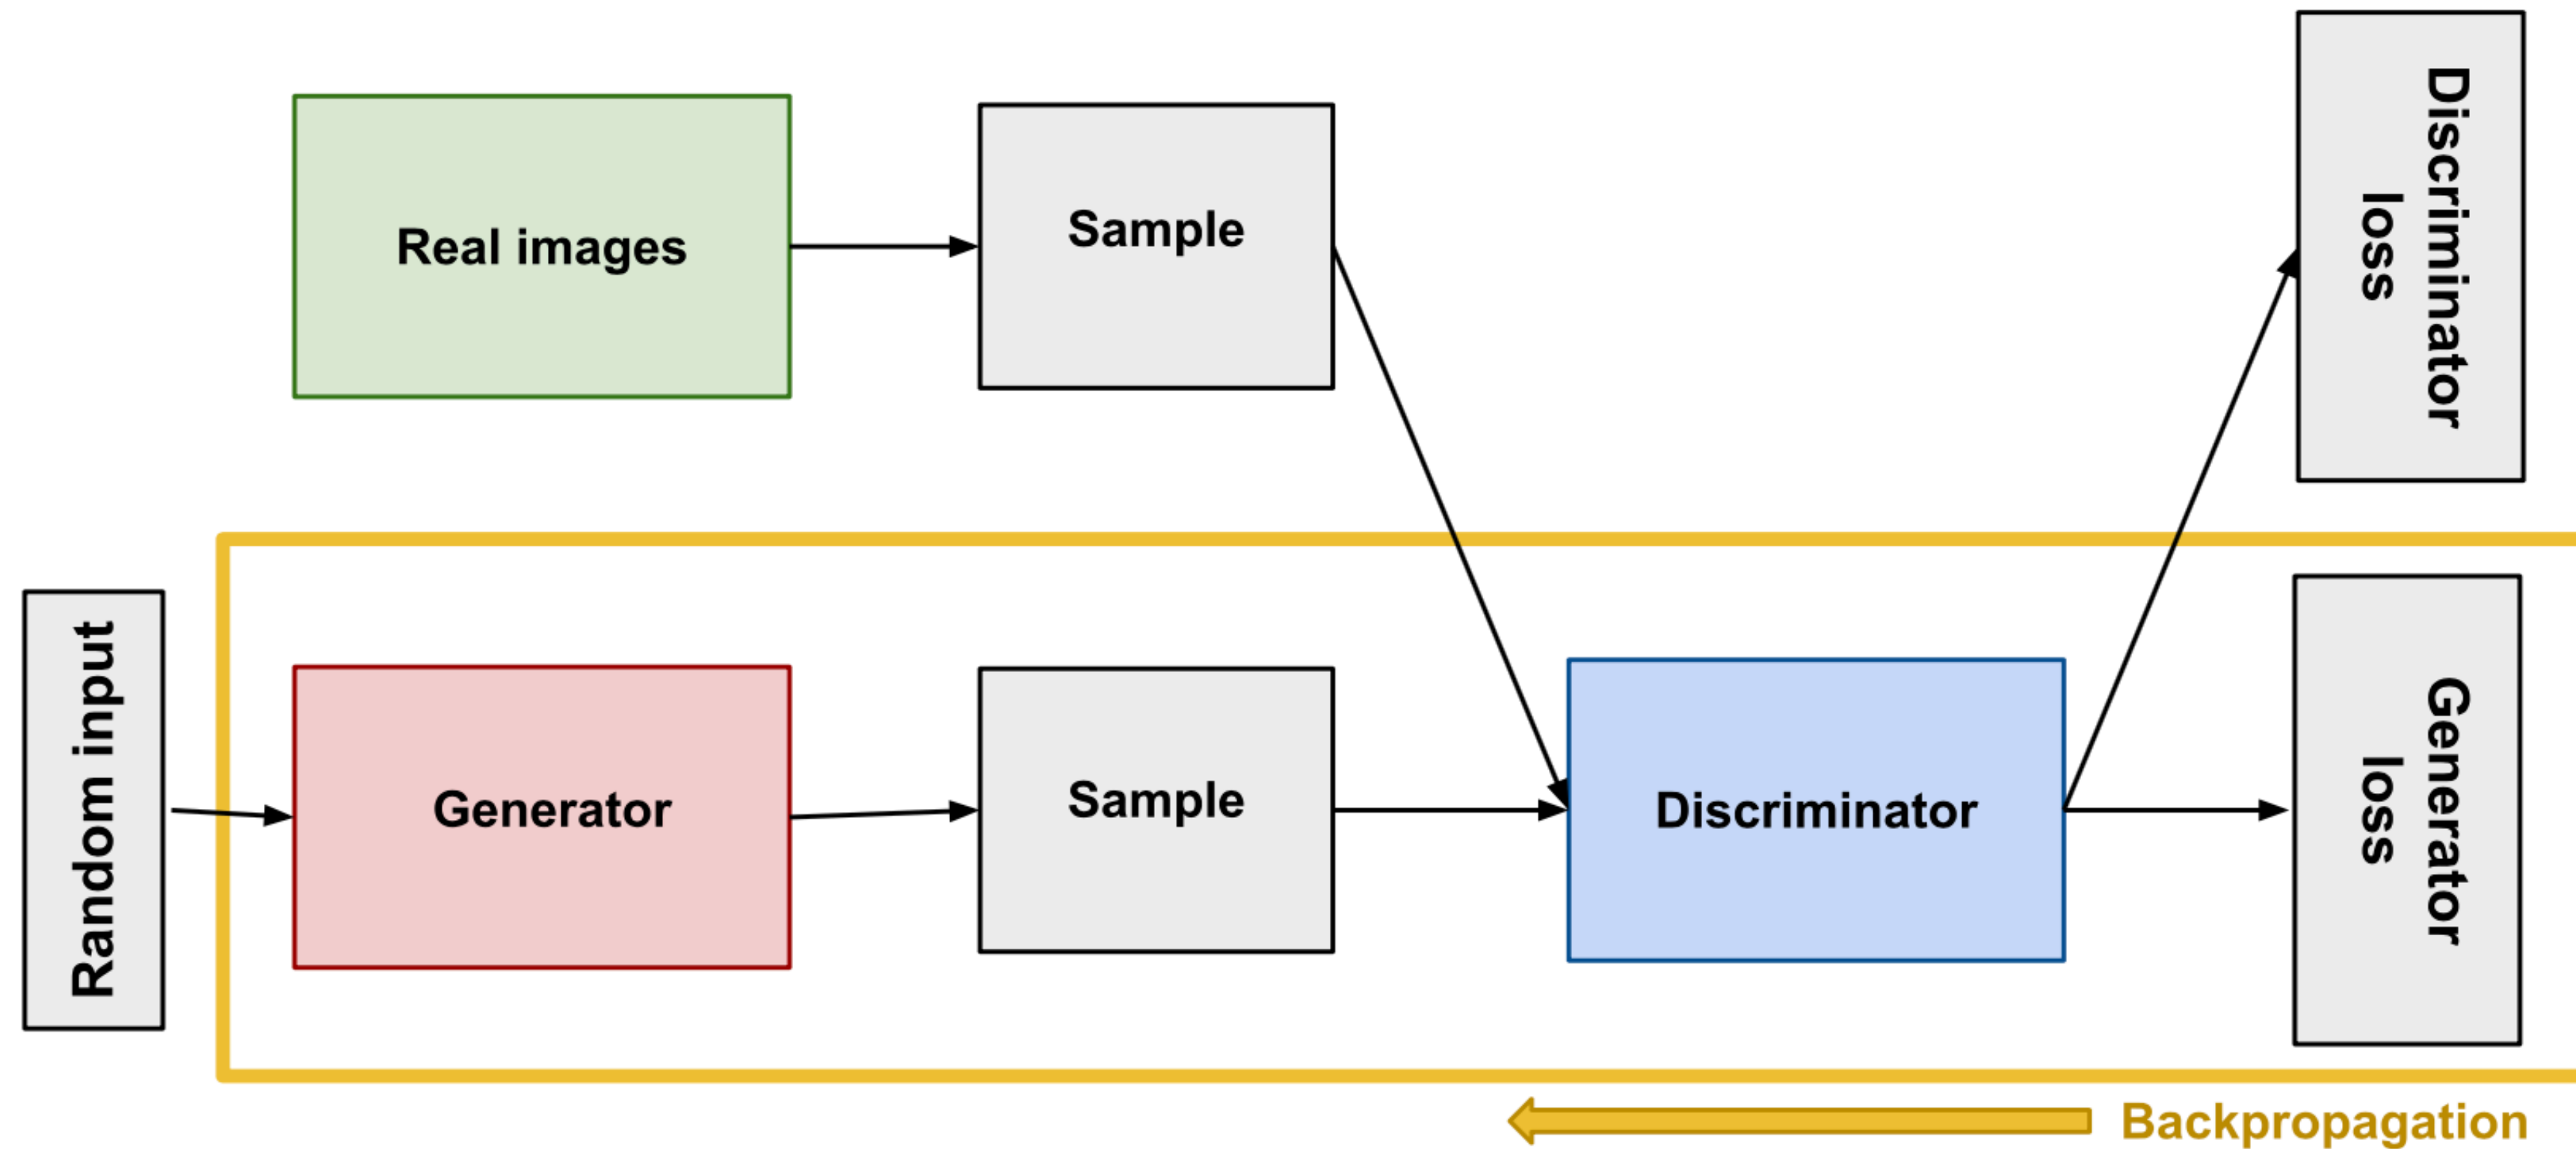 Real images
Sample
Discriminator
loss
Random input
Generator
Sample
Discriminator
Generator
loss
Backpropagation